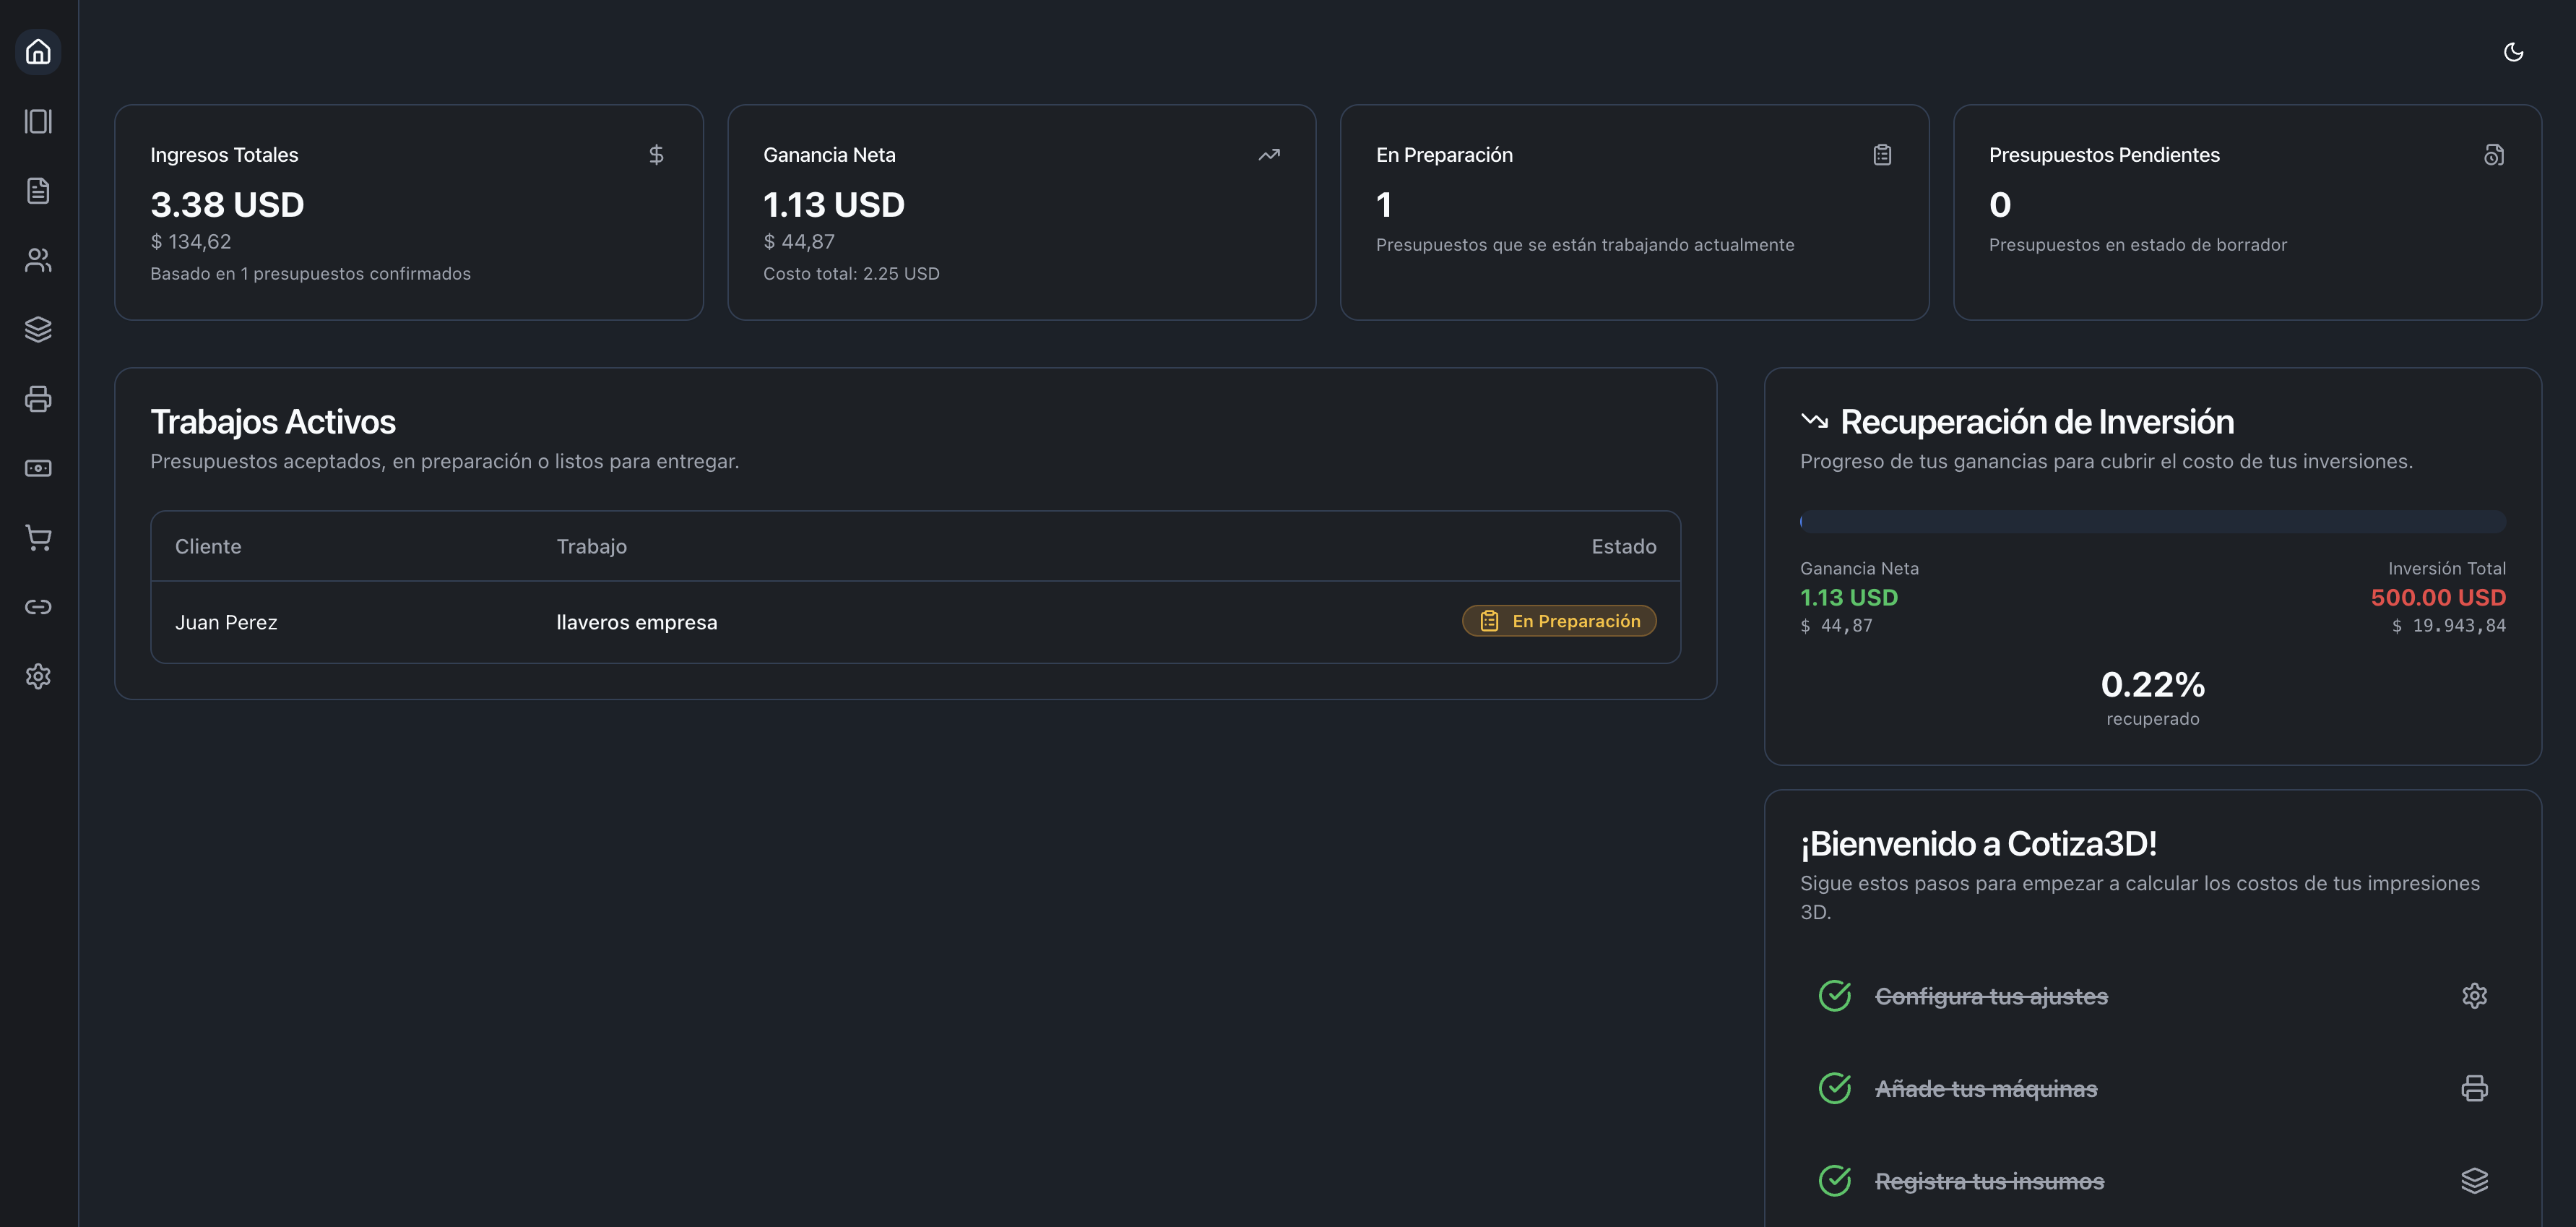 Ingresos Totales
3.38 USD
$ 134,62
Basado en 1 presupuestos confirmados
Ganancia Neta
1.13 USD
$ 44,87
Costo total: 2.25 USD
En Preparación
1
Presupuestos que se están trabajando actualmente
Presupuestos Pendientes
0
Presupuestos en estado de borrador
Trabajos Activos
Presupuestos aceptados, en preparación o listos para entregar.
Cliente Trabajo Estado
Juan Perez llaveros empresa En Preparación
Recuperación de Inversión
Progreso de tus ganancias para cubrir el costo de tus inversiones.
Ganancia Neta Inversión Total
1.13 USD 500.00 USD
$ 44,87 $ 19.943,84
0.22%
recuperado
¡Bienvenido a Cotiza3D!
Sigue estos pasos para empezar a calcular los costos de tus impresiones
3D.
Configura tus ajustes
Añade tus máquinas
Registra tus insumos